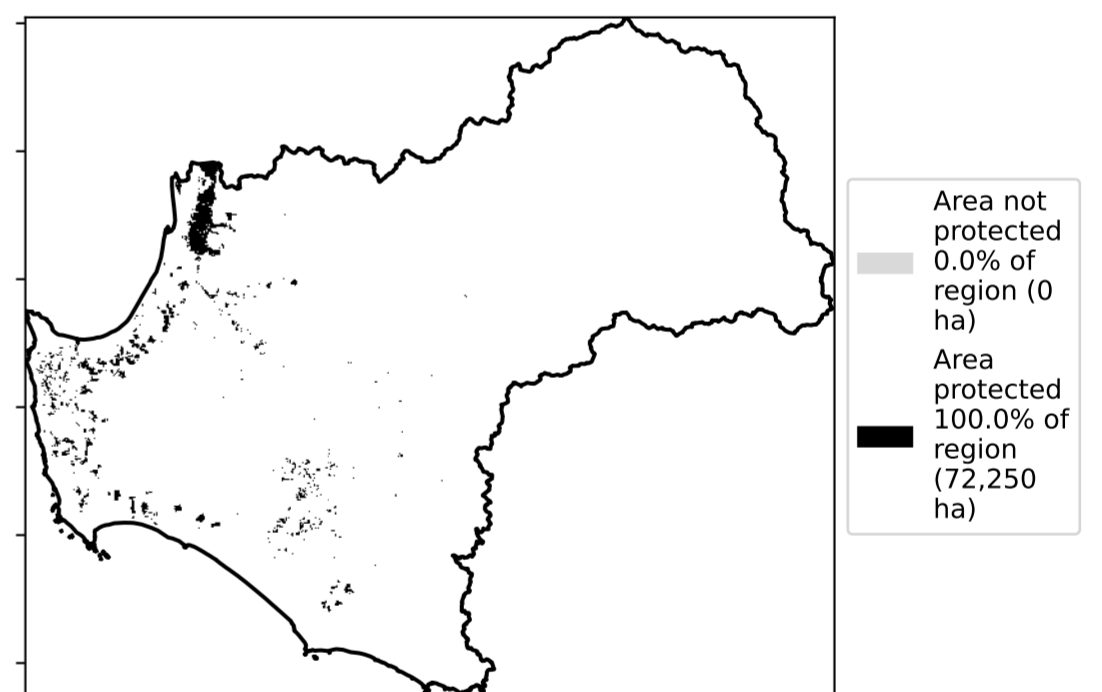 Area not
protected
0.0% of
region (0
ha)
Area
protected
100.0% of
region
(72,250
ha)